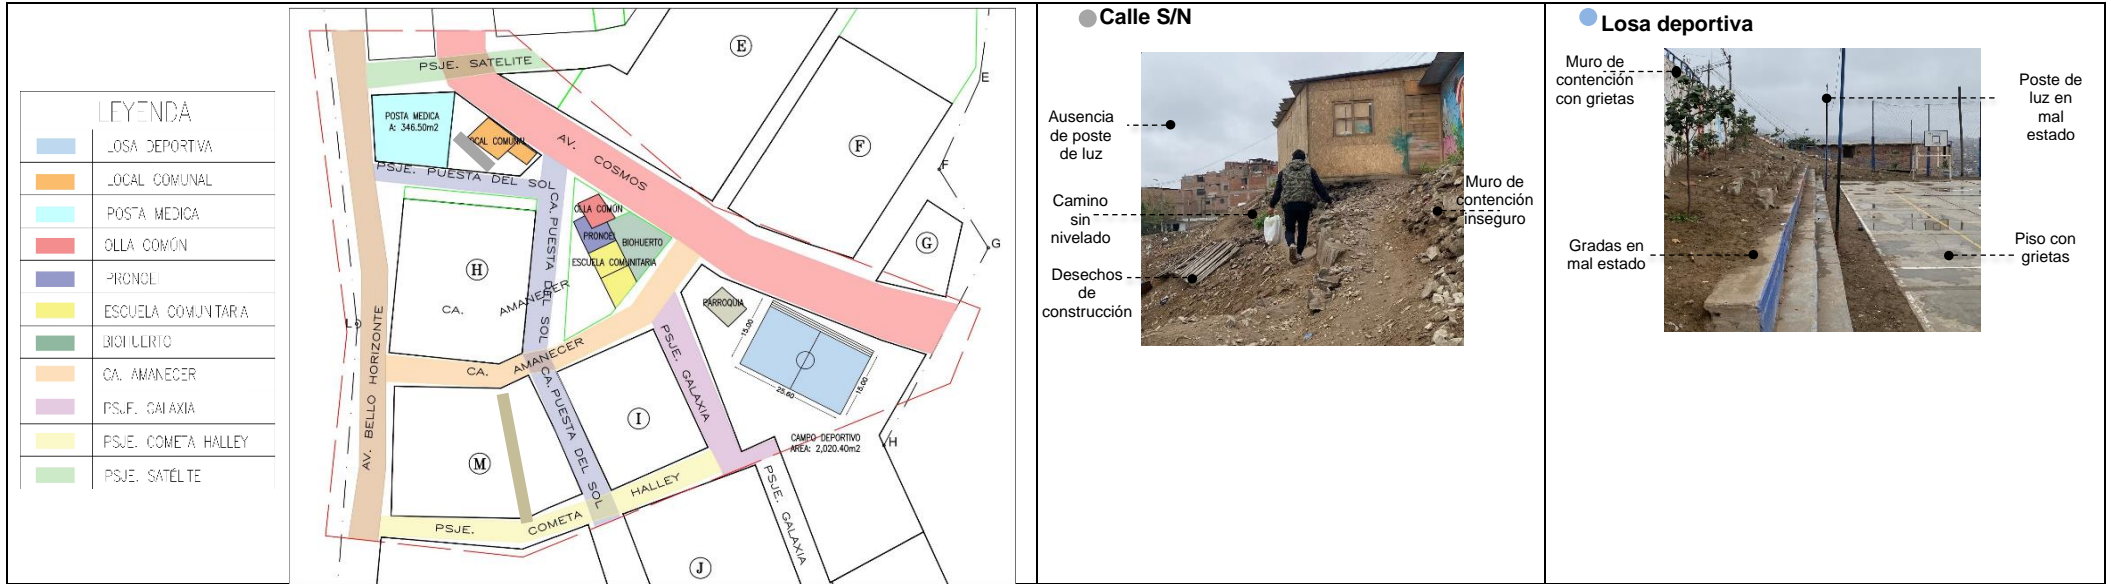 LEYENDA
LOSA DEPORTIVA
LOCAL COMUNAL
POSTA MEDICA
OLLA COMÚN
PRONOEI
ESCUELA COMUNITARIA
BIOHUERTO
CA. AMANECER
PSJE. GALAXIA
PSJE. COMETA HALLEY
PSJE. SATÉLITE
PSJE. SATELITE
E
E
POSTA MEDICA
A: 346.50m2
LOCAL COMUNAL
AV. COSMOS
F
F
PSJE. PUESTA DEL SOL
CA. PUESTA DEL SOL
OLLA COMÚN
PRONOEI
BIOHUERTO
ESCUELA COMUNITARIA
G
G
H
CA. AMANECER
PARROQUIA
15.00
25.60
15.00
L
AV. BELLO HORIZONTE
CA. AMANECER
PSJE. GALAXIA
CA. PUESTA DEL SOL
I
CAMPO DEPORTIVO
AREA: 2,020.40m2
H
M
PSJE. COMETA HALLEY
PSJE. GALAXIA
J
Calle S/N
Ausencia
de poste
de luz
Camino
sin
nivelado
Desechos
de
construcción
Muro de
contención
inseguro
Losa deportiva
Muro de
contención
con grietas
Gradas en
mal estado
Poste de
luz en
mal
estado
Piso con
grietas